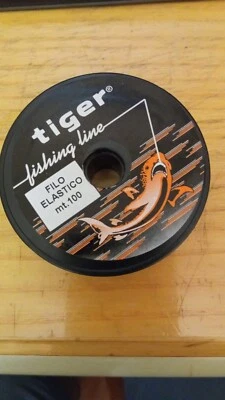 tiger®
fishing line
FILO
ELASTICO
mt.100